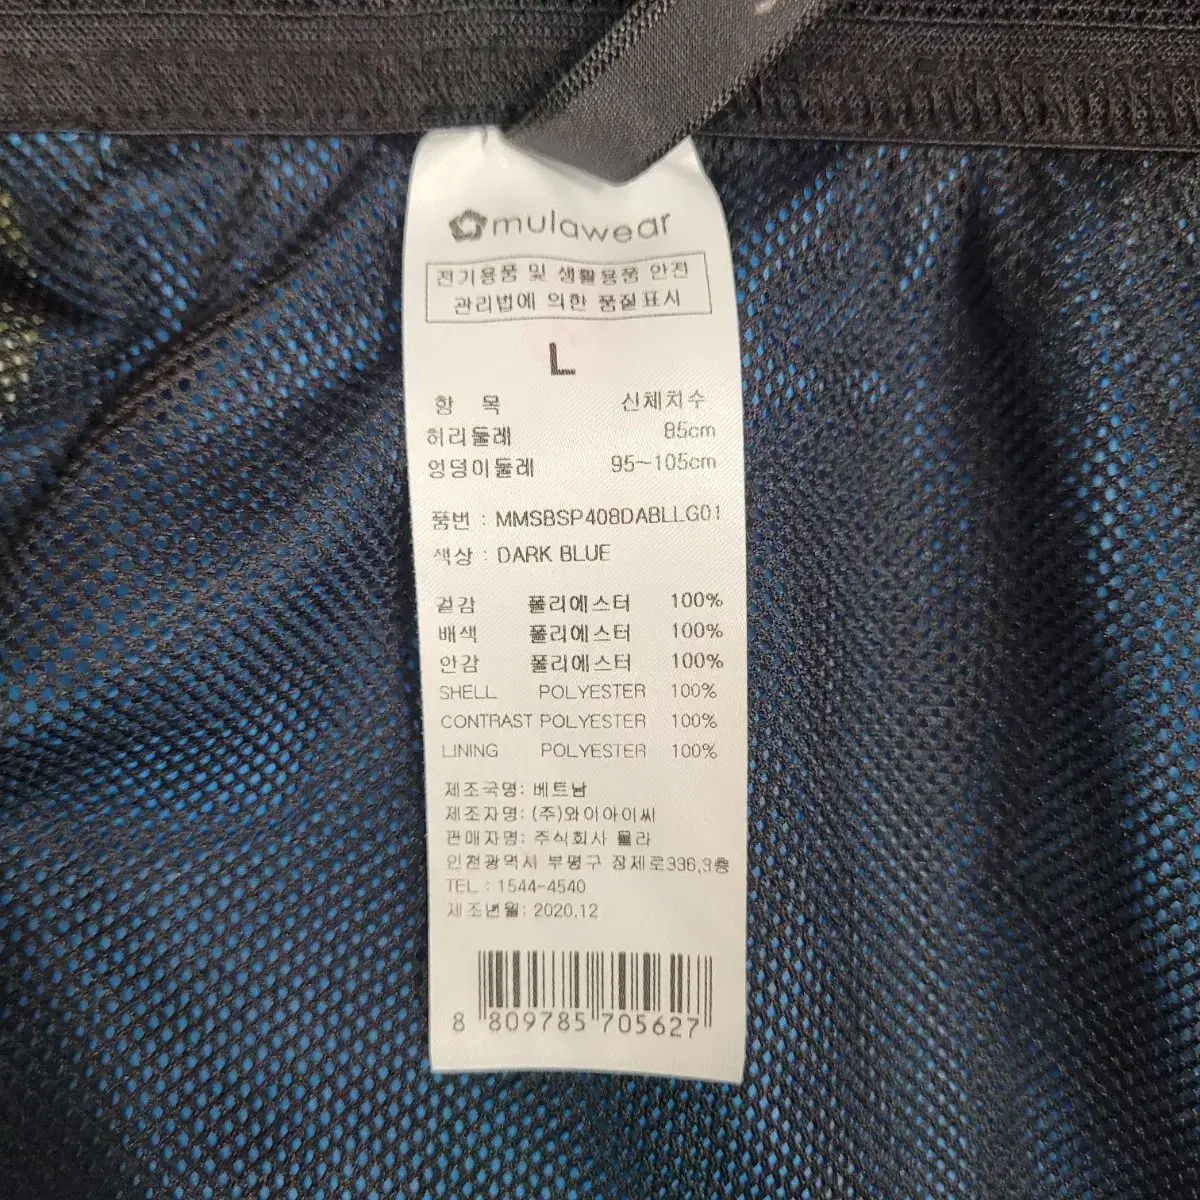 mulawear
전기용품 및 생활용품 안전
관리법에 의한 품질표시
L
항 목 신체치수
허리둘레 85cm
엉덩이둘레 95~105cm
품번 : MMSBSP408DABLLG01
색상 : DARK BLUE
겉감 폴리에스터 100%
배색 폴리에스터 100%
안감 폴리에스터 100%
SHELL POLYESTER 100%
CONTRAST POLYESTER 100%
LINING POLYESTER 100%
제조국명: 베트남
제조자명: (주)와이아이씨
판매자명: 주식회사 뮬라
인천광역시 부평구 장제로336,3층
TEL : 1544-4540
제조년월: 2020.12
8 809785 705627